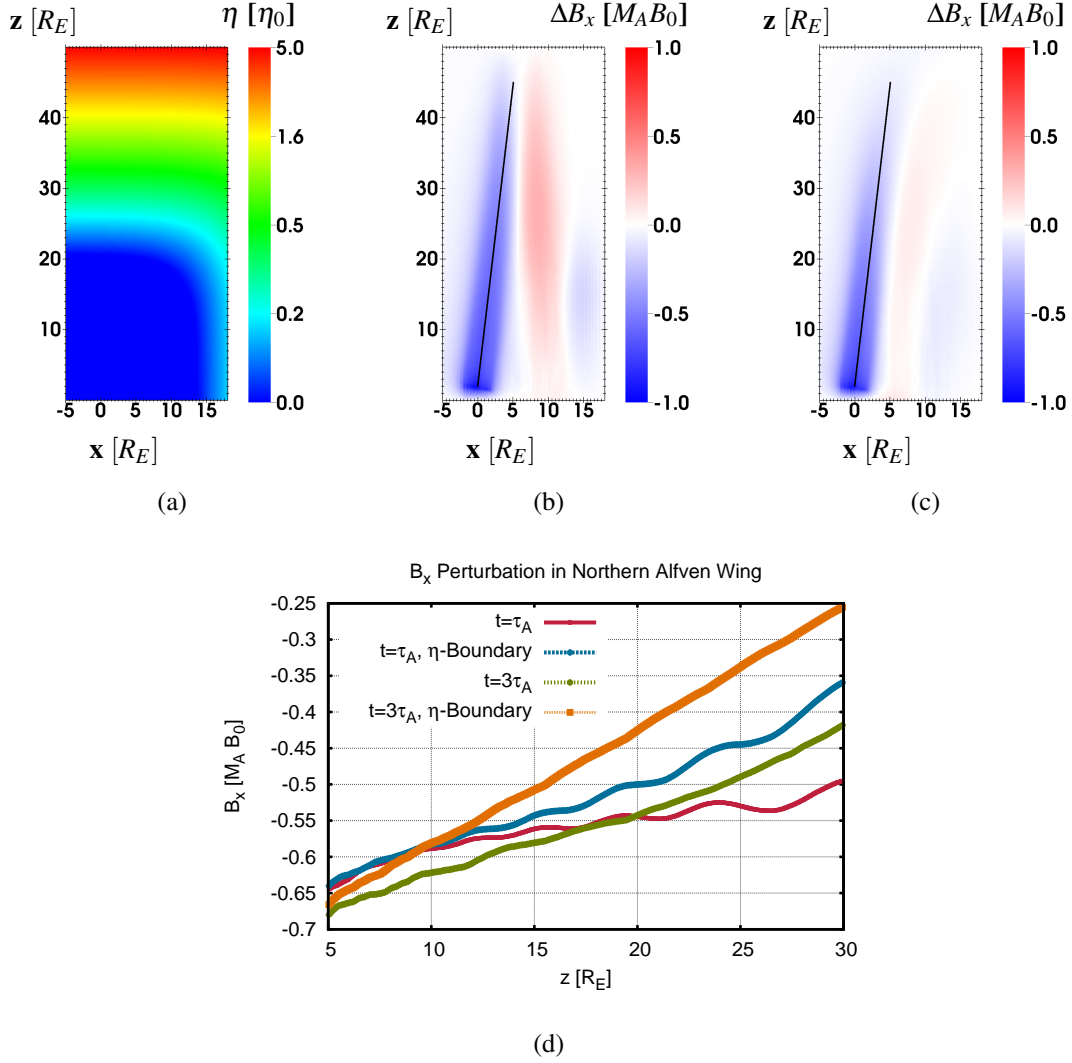 z [R_E] η [η_0]
5.0
1.6
0.5
0.2
0.0
40
30
20
10
-5 0 5 10 15
x [R_E]
(a)
z [R_E] ΔB_x [M_A B_0]
1.0
0.5
0.0
-0.5
-1.0
40
30
20
10
-5 0 5 10 15
x [R_E]
(b)
z [R_E] ΔB_x [M_A B_0]
1.0
0.5
0.0
-0.5
-1.0
40
30
20
10
-5 0 5 10 15
x [R_E]
(c)
B_x Perturbation in Northern Alfven Wing
t=τ_A
t=τ_A, η-Boundary
t=3τ_A
t=3τ_A, η-Boundary
B_x [M_A B_0]
-0.25
-0.3
-0.35
-0.4
-0.45
-0.5
-0.55
-0.6
-0.65
-0.7
5 10 15 20 25 30
z [R_E]
(d)